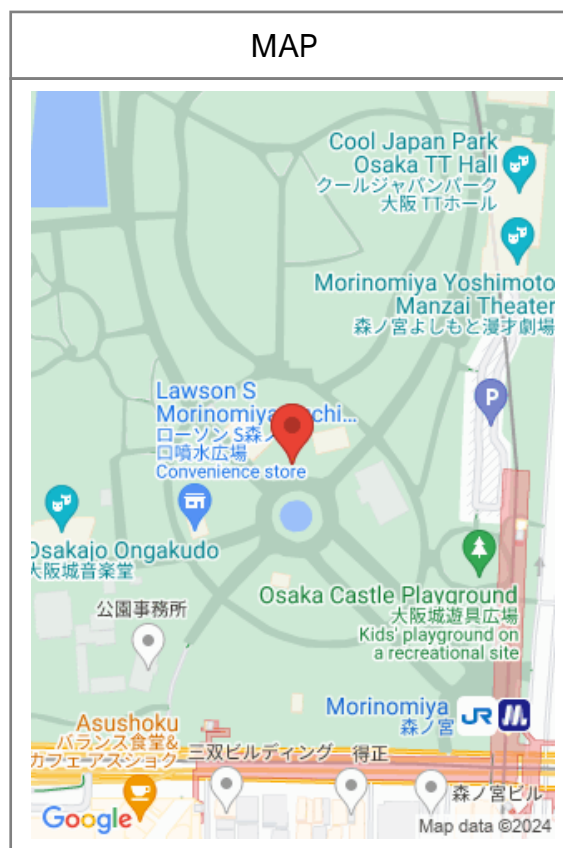 MAP
Cool Japan Park
Osaka TT Hall
クールジャパンパーク
大阪 TTホール
Morinomiya Yoshimoto
Manzai Theater
森ノ宮よしもと漫才劇場
P
Lawson S
Morinomiya
ローソン S森ノ
口噴水広場
Convenience store
Osakajo Ongakudo
大阪城音楽堂
Osaka Castle Playground
大阪城遊具広場
Kids' playground on
a recreational site
公園事務所
Morinomiya
森ノ宮
JR
Asushoku
バランス食堂&
カフェアスショク
三双ビルディング
得正
森ノ宮ビル
Google
Map data ©2024